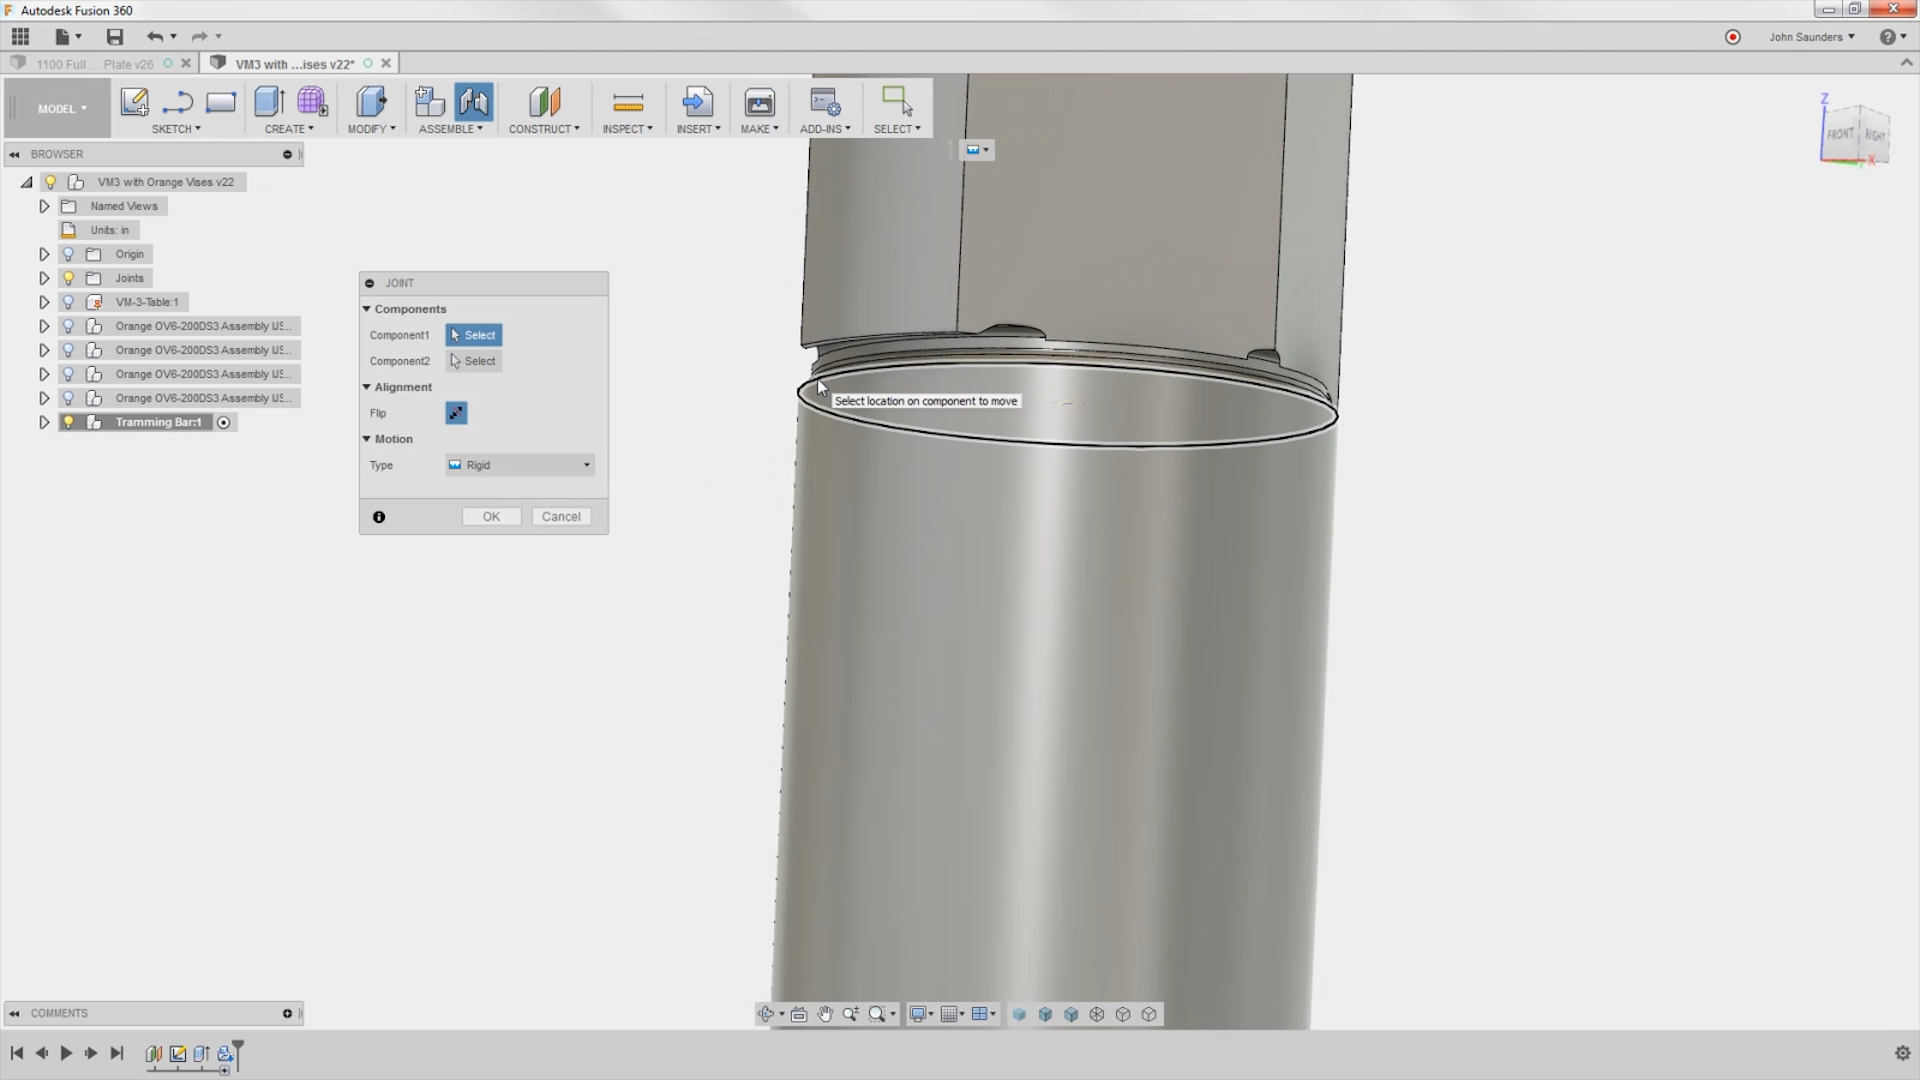 Autodesk Fusion 360
John Saunders
1100 Full ... Plate v26
VM3 with ...ises v22*
MODEL
SKETCH
CREATE
MODIFY
ASSEMBLE
CONSTRUCT
INSPECT
INSERT
MAKE
ADD-INS
SELECT
Z
FRONT
RIGHT
X
BROWSER
VM3 with Orange Vises v22
Named Views
Units: in
Origin
Joints
VM-3-Table:1
Orange OV6-200DS3 Assembly US...
Orange OV6-200DS3 Assembly US...
Orange OV6-200DS3 Assembly US...
Orange OV6-200DS3 Assembly US...
Tramming Bar:1
JOINT
Components
Component1 Select
Component2 Select
Alignment
Flip
Motion
Type Rigid
OK Cancel
Select location on component to move
COMMENTS